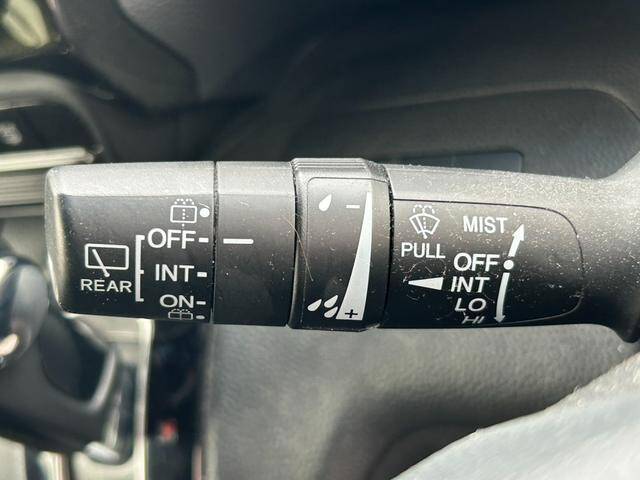 OFF
INT
REAR
ON
- 
+
PULL
MIST
OFF
INT
LO
HI